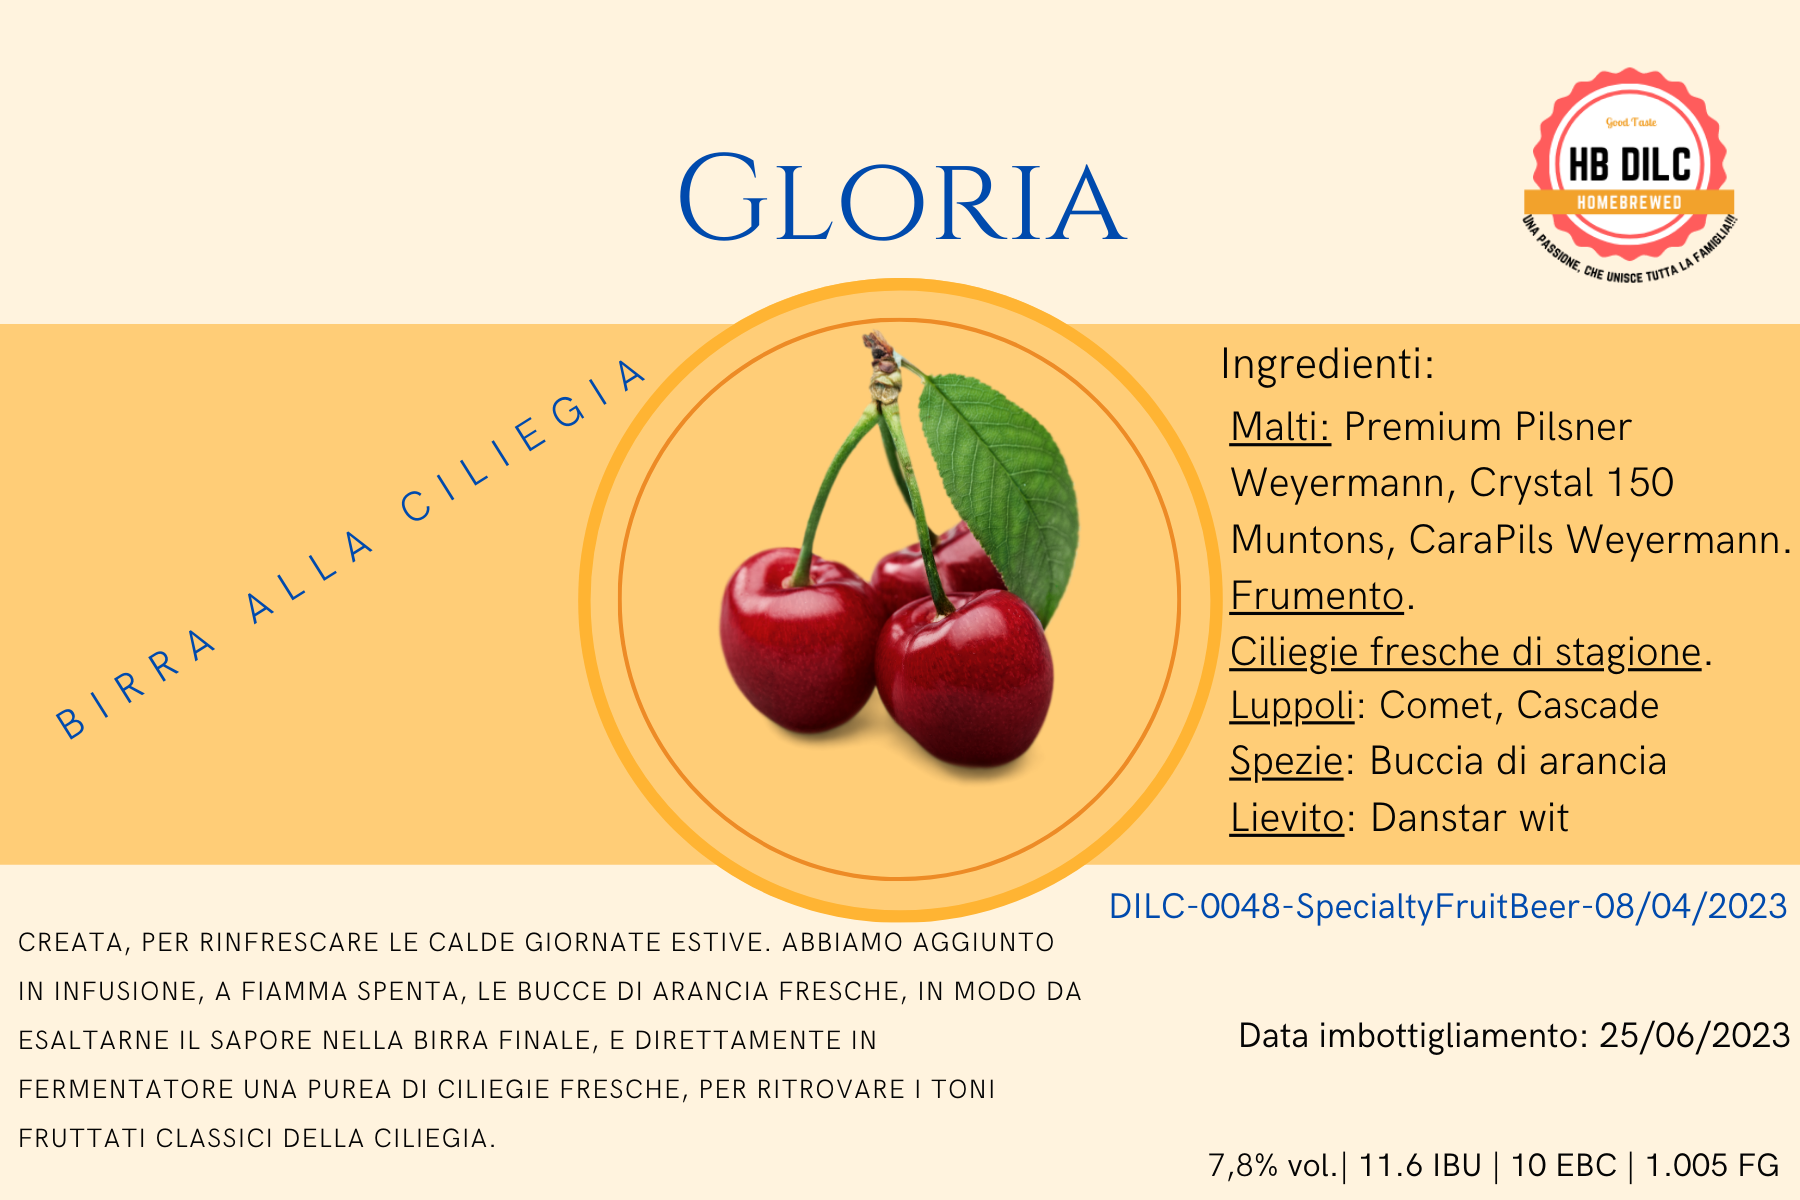 Good Taste
HB DILC
HOMEBREWED
UNA PASSIONE, CHE UNISCE TUTTA LA FAMIGLIA!!!
GLORIA
BIRRA ALLA CILIEGIA
Ingredienti:
Malti: Premium Pilsner
Weyermann, Crystal 150
Muntons, CaraPils Weyermann.
Frumento.
Ciliegie fresche di stagione.
Luppoli: Comet, Cascade
Spezie: Buccia di arancia
Lievito: Danstar wit
DILC-0048-SpecialtyFruitBeer-08/04/2023
CREATA, PER RINFRESCARE LE CALDE GIORNATE ESTIVE. ABBIAMO AGGIUNTO
IN INFUSIONE, A FIAMMA SPENTA, LE BUCCE DI ARANCIA FRESCHE, IN MODO DA
ESALTARNE IL SAPORE NELLA BIRRA FINALE, E DIRETTAMENTE IN
FERMENTATORE UNA PUREA DI CILIEGIE FRESCHE, PER RITROVARE I TONI
FRUTTATI CLASSICI DELLA CILIEGIA.
Data imbottigliamento: 25/06/2023
7,8% vol.| 11.6 IBU | 10 EBC | 1.005 FG